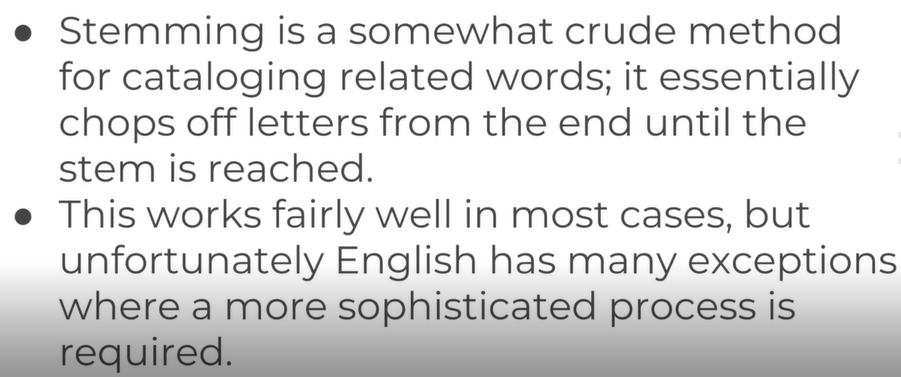 ● Stemming is a somewhat crude method
for cataloging related words; it essentially
chops off letters from the end until the
stem is reached.
● This works fairly well in most cases, but
unfortunately English has many exceptions
where a more sophisticated process is
required.